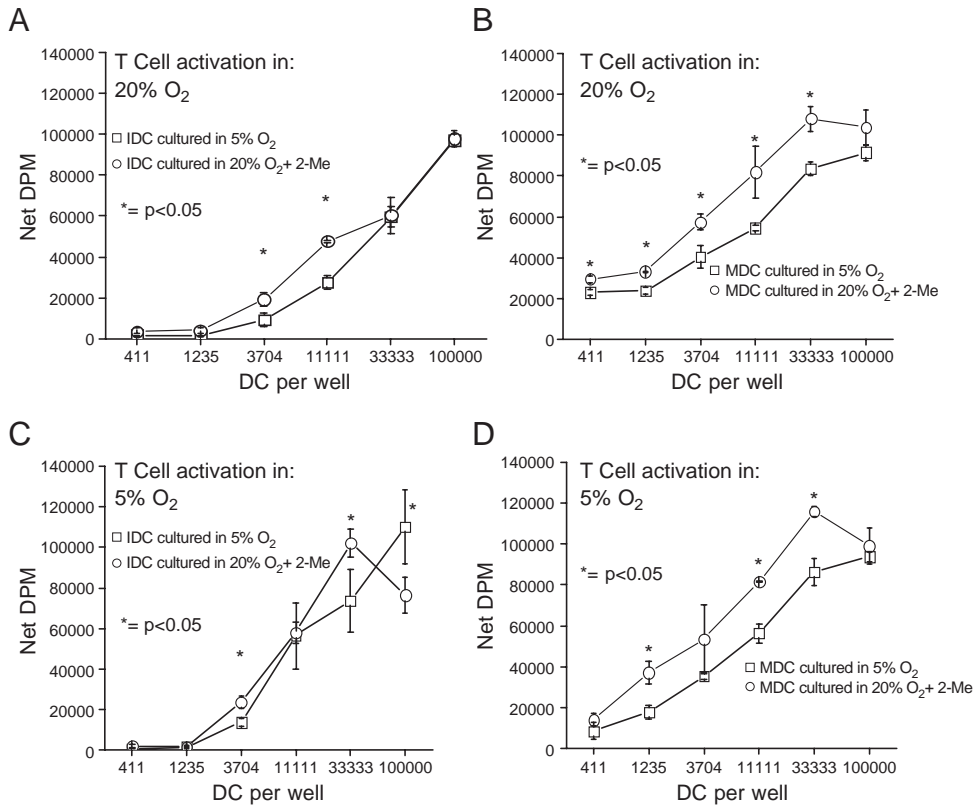 A
T Cell activation in:
20% O2
IDC cultured in 5% O2
IDC cultured in 20% O2+ 2-Me
*= p<0.05
*
*
Net DPM
140000
120000
100000
80000
60000
40000
20000
0
411 1235 3704 11111 33333 100000
DC per well
B
T Cell activation in:
20% O2
*= p<0.05
*
*
*
*
*
MDC cultured in 5% O2
MDC cultured in 20% O2+ 2-Me
Net DPM
140000
120000
100000
80000
60000
40000
20000
0
411 1235 3704 11111 33333 100000
DC per well
C
T Cell activation in:
5% O2
IDC cultured in 5% O2
IDC cultured in 20% O2+ 2-Me
*= p<0.05
*
*
*
Net DPM
140000
120000
100000
80000
60000
40000
20000
0
411 1235 3704 11111 33333 100000
DC per well
D
T Cell activation in:
5% O2
*= p<0.05
*
*
*
MDC cultured in 5% O2
MDC cultured in 20% O2+ 2-Me
Net DPM
140000
120000
100000
80000
60000
40000
20000
0
411 1235 3704 11111 33333 100000
DC per well